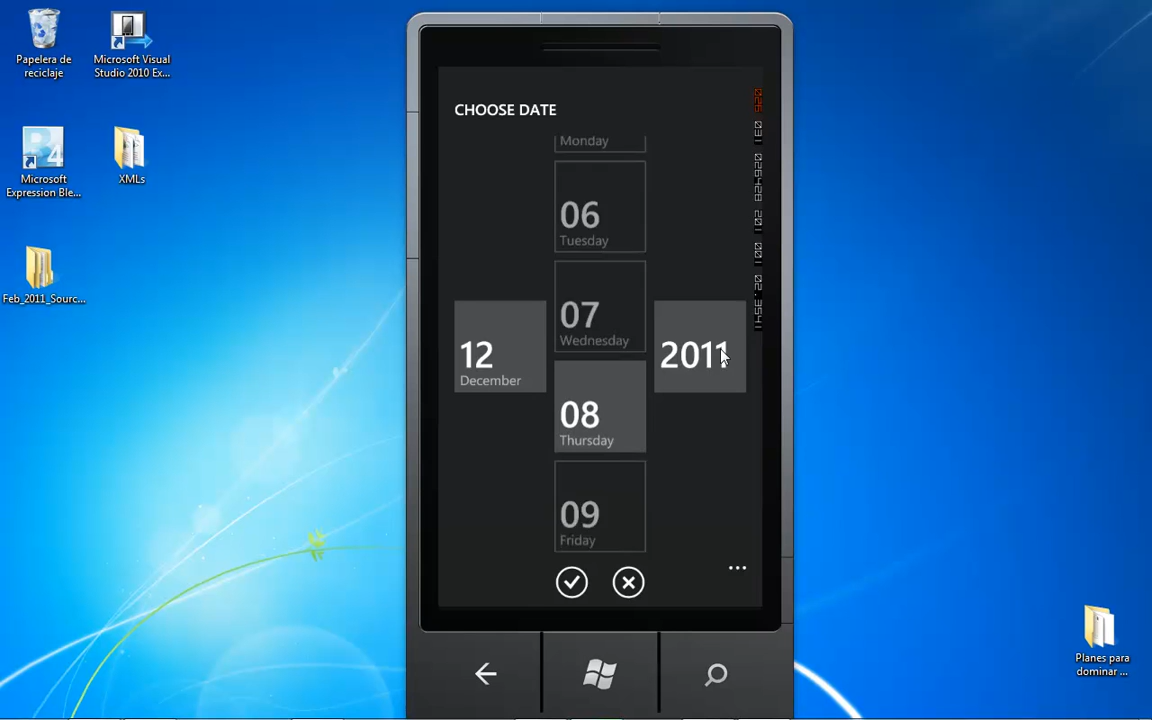 Papelera de
reciclaje
Microsoft Visual
Studio 2010 Ex...
Microsoft
Expression Ble...
XMLs
Feb_2011_Sourc...
CHOOSE DATE
Monday
06
Tuesday
07
Wednesday
12
December
2011
08
Thursday
09
Friday
...
Planes para
dominar ...